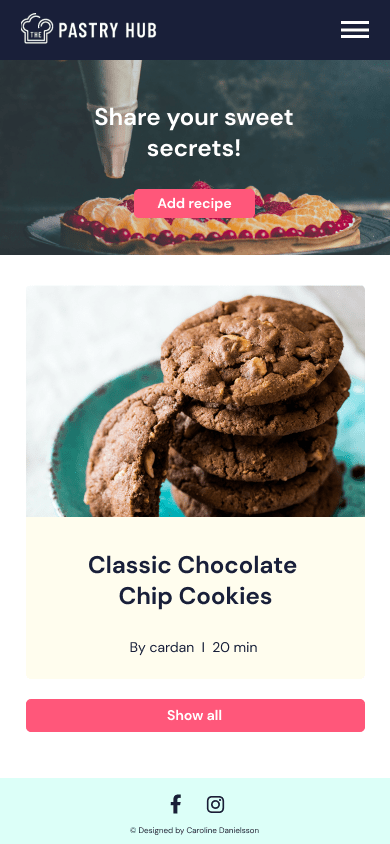 THE PASTRY HUB
Share your sweet
secrets!
Add recipe
Classic Chocolate
Chip Cookies
By cardan | 20 min
Show all
© Designed by Caroline Danielsson